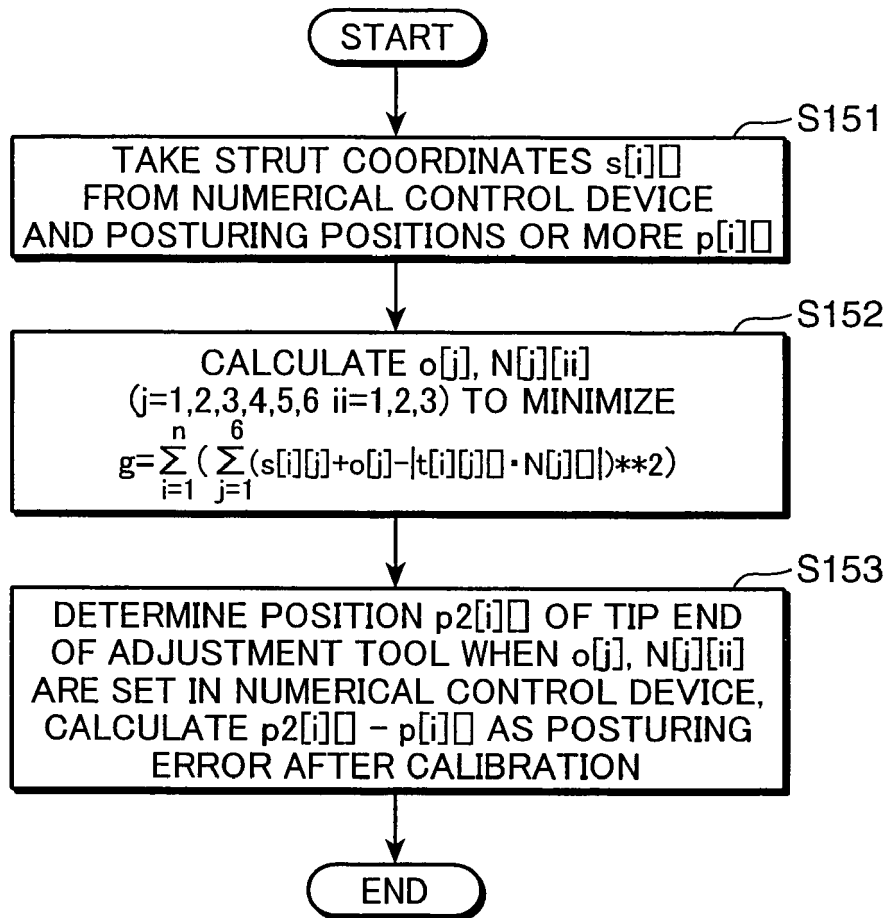 START
S151
TAKE STRUT COORDINATES s[i][]
FROM NUMERICAL CONTROL DEVICE
AND POSTURING POSITIONS OR MORE p[i][]
S152
CALCULATE o[j], N[j][ii]
(j=1,2,3,4,5,6 ii=1,2,3) TO MINIMIZE
n 6
g=Σ(Σ(s[i][j]+o[j]-|t[i][j][]・N[j][]|)**2)
i=1 j=1
S153
DETERMINE POSITION p2[i][] OF TIP END
OF ADJUSTMENT TOOL WHEN o[j], N[j][ii]
ARE SET IN NUMERICAL CONTROL DEVICE,
CALCULATE p2[i][] - p[i][] AS POSTURING
ERROR AFTER CALIBRATION
END